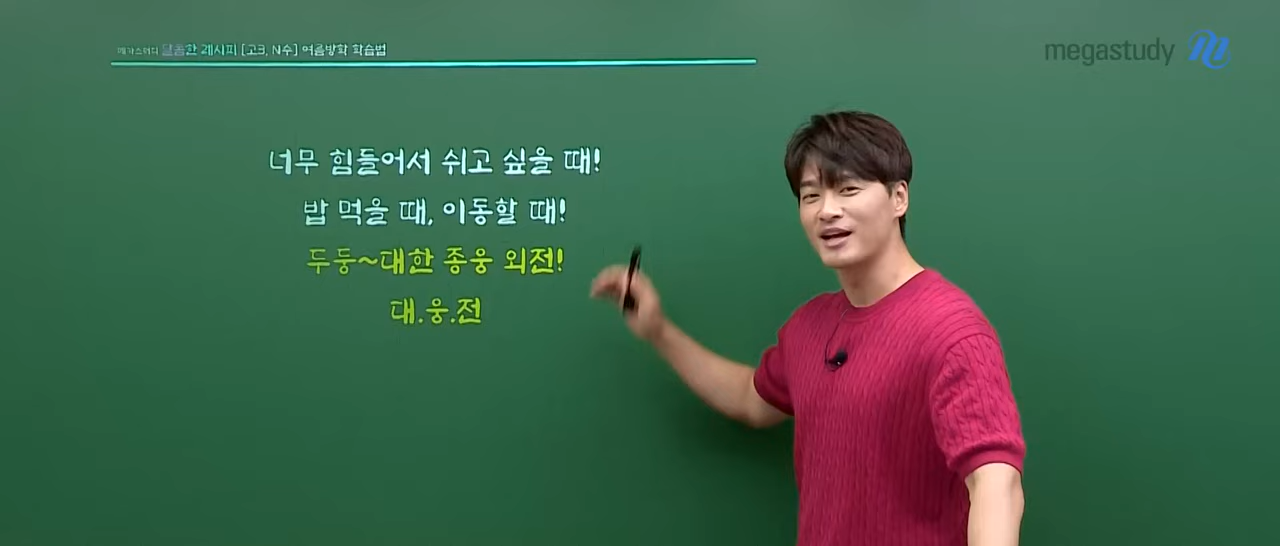 메가스터디 달콤한 레시피 [고3, N수] 여름방학 학습법
megastudy
너무 힘들어서 쉬고 싶을 때!
밥 먹을 때, 이동할 때!
두둥~대한 종웅 외전!
대.웅.전